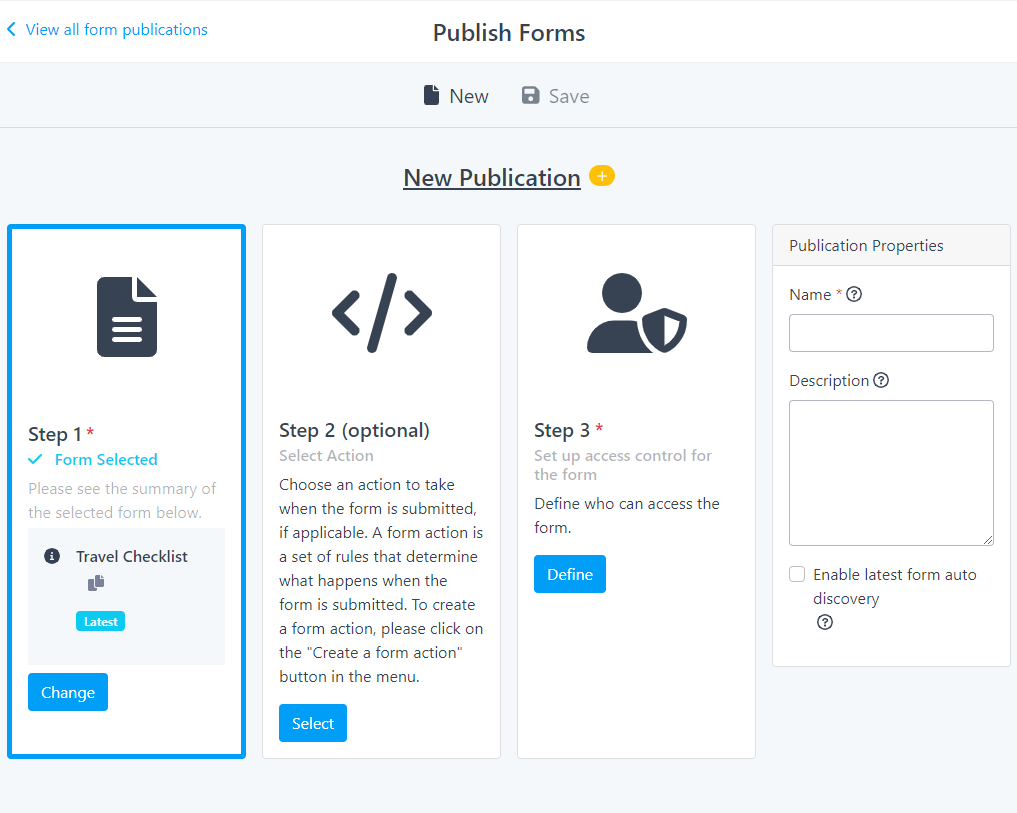 View all form publications
Publish Forms
New
Save
New Publication
Step 1 *
Form Selected
Please see the summary of
the selected form below.
Travel Checklist
Latest
Change
Step 2 (optional)
Select Action
Choose an action to take
when the form is submitted,
if applicable. A form action is
a set of rules that determine
what happens when the
form is submitted. To create
a form action, please click on
the "Create a form action"
button in the menu.
Select
Step 3 *
Set up access control for
the form
Define who can access the
form.
Define
Publication Properties
Name *
Description
Enable latest form auto
discovery